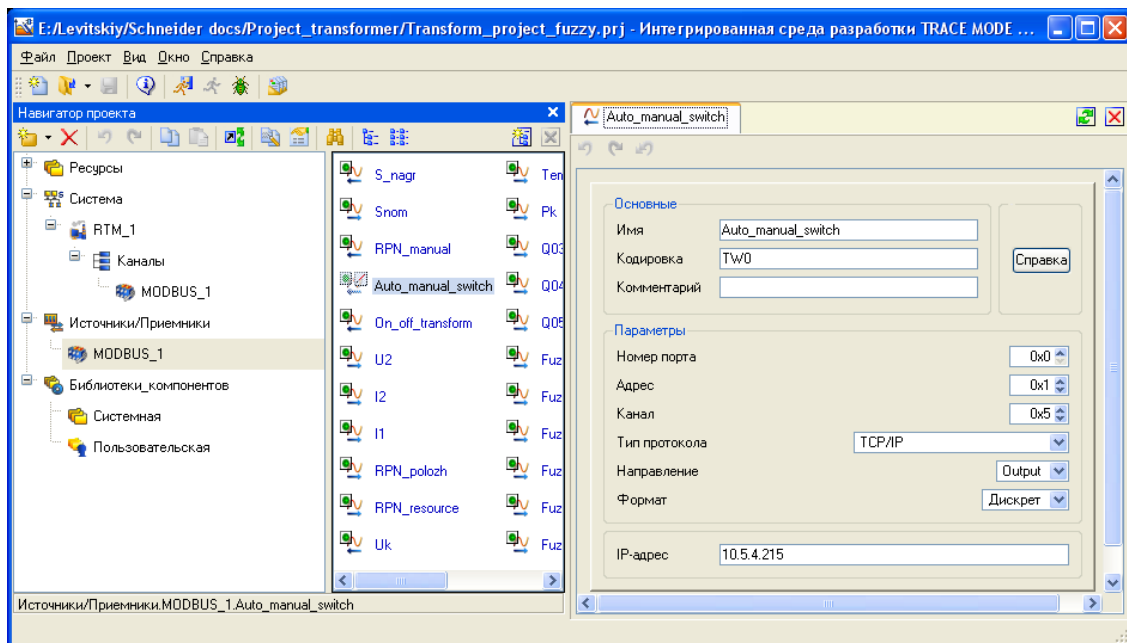 E:/Levitskiy/Schneider docs/Project_transformer/Transform_project_fuzzy.prj - Интегрированная среда разработки TRACE MODE ...
Файл Проект Вид Окно Справка
Навигатор проекта
Ресурсы
Система
RTM_1
Каналы
MODBUS_1
Источники/Приемники
MODBUS_1
Библиотеки_компонентов
Системная
Пользовательская
S_nagr
Snom
RPN_manual
Auto_manual_switch
On_off_transform
U2
I2
I1
RPN_polozh
RPN_resource
Uk
Pk
Fuz
Fuz
Fuz
Fuz
Fuz
Fuz
Auto_manual_switch
Основные
Имя Auto_manual_switch
Кодировка TW0
Комментарий
Справка
Параметры
Номер порта 0x0
Адрес 0x1
Канал 0x5
Тип протокола TCP/IP
Направление Output
Формат Дискрет
IP-адрес 10.5.4.215
Источники/Приемники.MODBUS_1.Auto_manual_switch